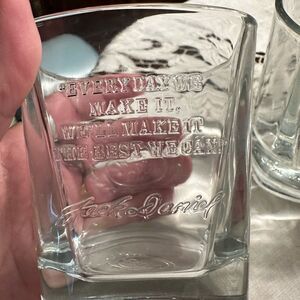 "EVERY DAY WE
MAKE IT,
WE'LL MAKE IT
THE BEST WE CAN"
Jack Daniel